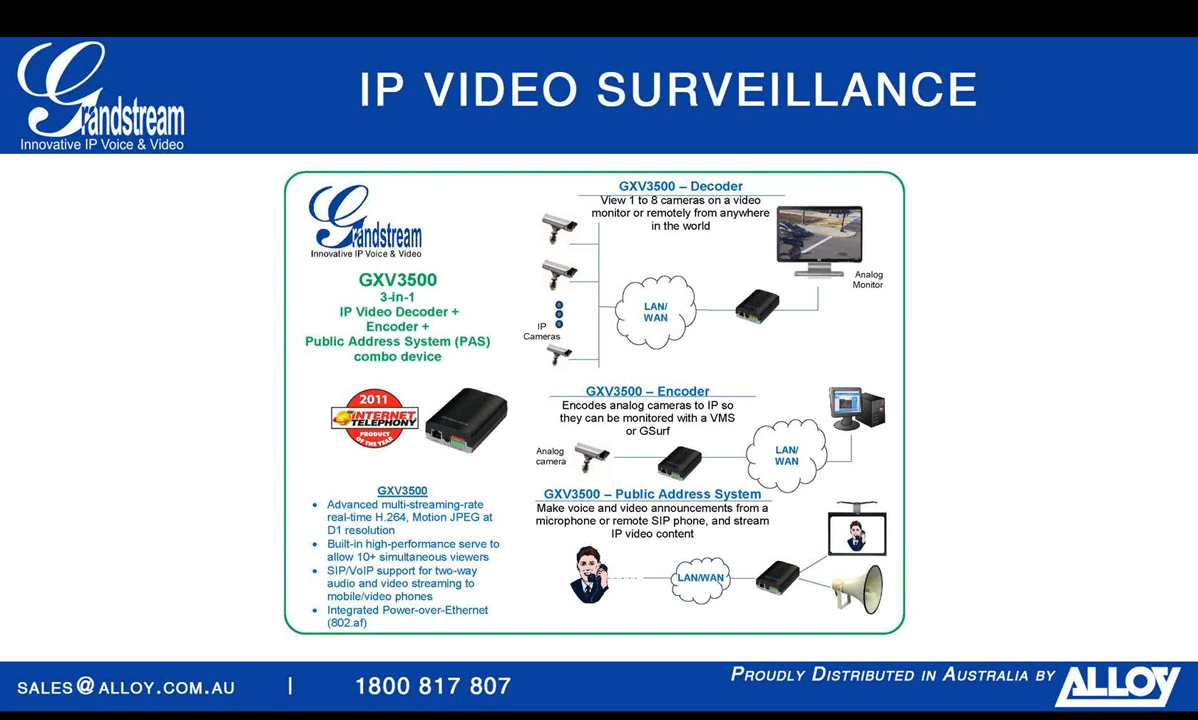 Grandstream
Innovative IP Voice & Video
IP VIDEO SURVEILLANCE
Grandstream
Innovative IP Voice & Video
GXV3500
3-in-1
IP Video Decoder +
Encoder +
Public Address System (PAS)
combo device
2011
INTERNET
TELEPHONY
PRODUCT
OF THE YEAR
GXV3500
• Advanced multi-streaming-rate
real-time H.264, Motion JPEG at
D1 resolution
• Built-in high-performance serve to
allow 10+ simultaneous viewers
• SIP/VoIP support for two-way
audio and video streaming to
mobile/video phones
• Integrated Power-over-Ethernet
(802.af)
GXV3500 – Decoder
View 1 to 8 cameras on a video
monitor or remotely from anywhere
in the world
IP
Cameras
LAN/
WAN
Analog
Monitor
GXV3500 – Encoder
Encodes analog cameras to IP so
they can be monitored with a VMS
or GSurf
Analog
camera
LAN/
WAN
GXV3500 – Public Address System
Make voice and video announcements from a
microphone or remote SIP phone, and stream
IP video content
LAN/WAN
SALES@ALLOY.COM.AU | 1800 817 807
PROUDLY DISTRIBUTED IN AUSTRALIA BY ALLOY